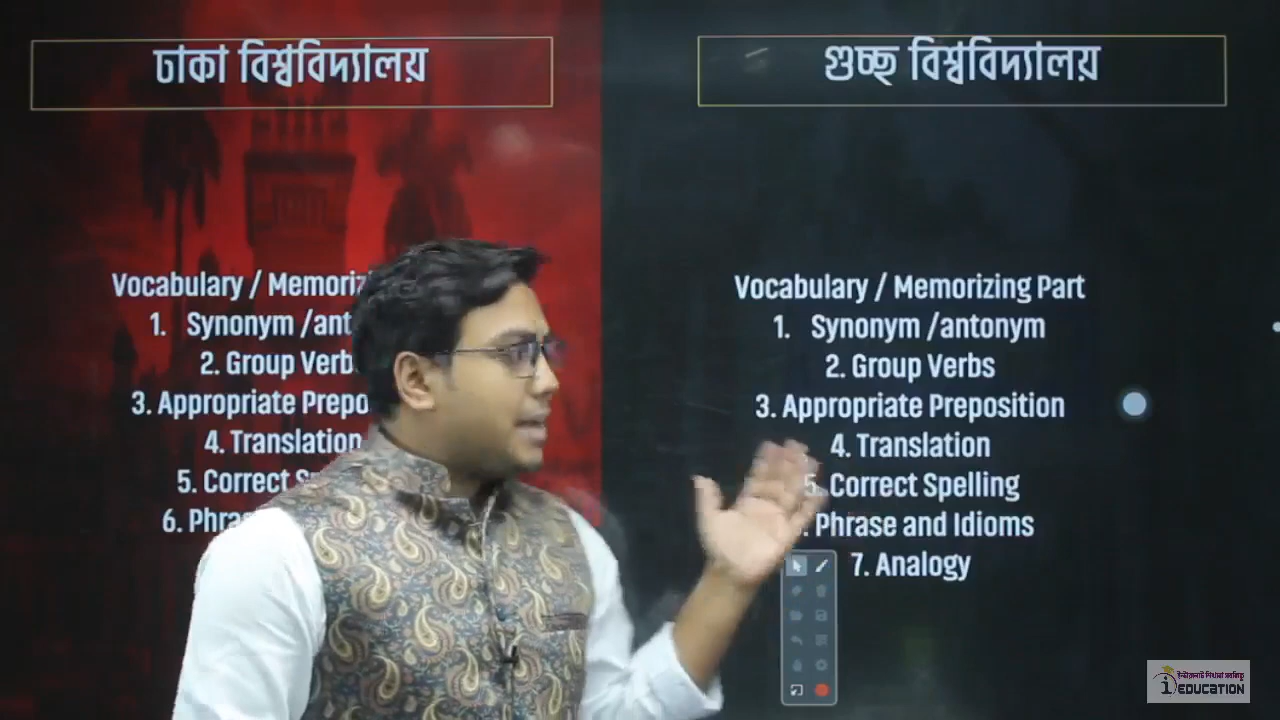 ঢাকা বিশ্ববিদ্যালয়
Vocabulary / Memorizi
1. Synonym /ant
2. Group Verb
3. Appropriate Prepo
4. Translation
5. Correct
6. Phra
গুচ্ছ বিশ্ববিদ্যালয়
Vocabulary / Memorizing Part
1. Synonym /antonym
2. Group Verbs
3. Appropriate Preposition
4. Translation
5. Correct Spelling
. Phrase and Idioms
7. Analogy
EDUCATION